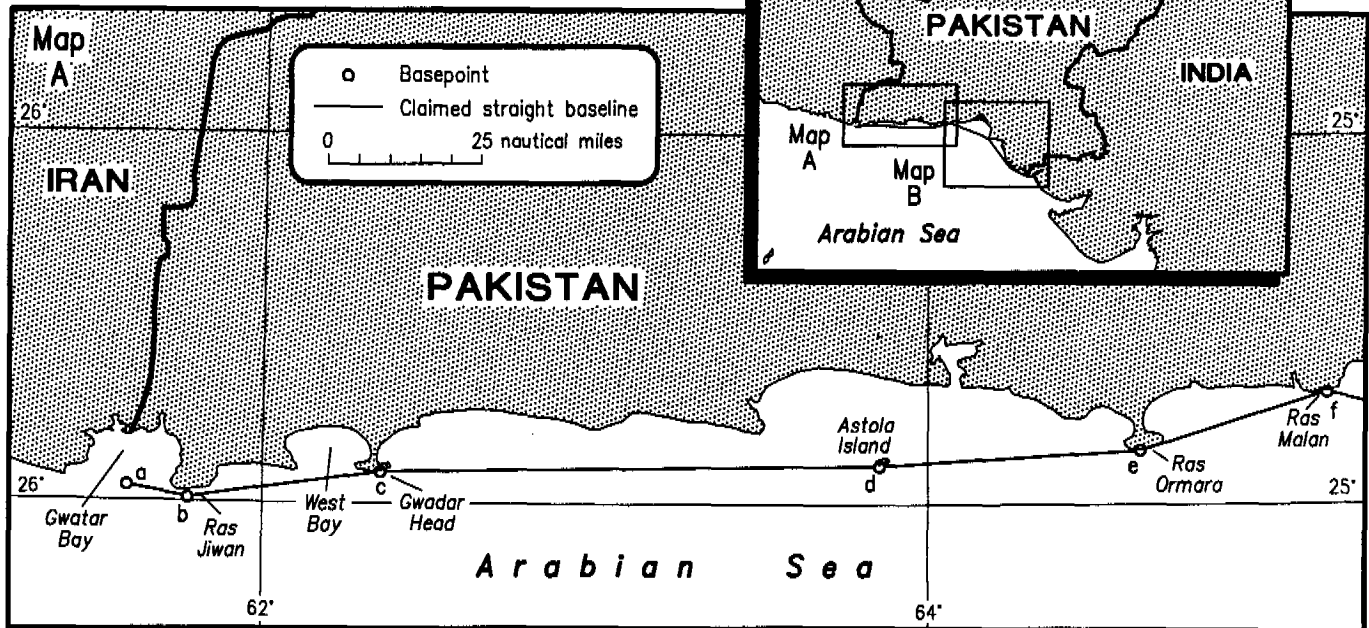 Map
A
Basepoint
Claimed straight baseline
0 25 nautical miles
26°
IRAN
PAKISTAN
PAKISTAN
INDIA
Map
A
Map
B
Arabian Sea
25°
Astola
Island
a
b
c
d
e
f
Ras
Malan
Ras
Ormara
26°
Gwatar
Bay
Ras
Jiwan
West
Bay
Gwadar
Head
25°
Arabian Sea
62°
64°